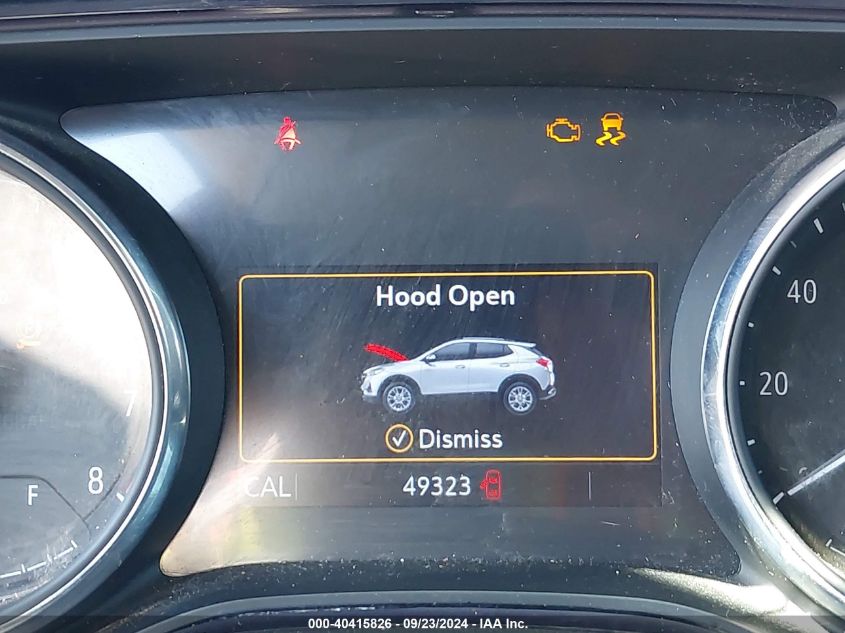 Hood Open
Dismiss
CAL 49323
F
7
8
40
20
000-40415826 - 09/23/2024 - IAA Inc.